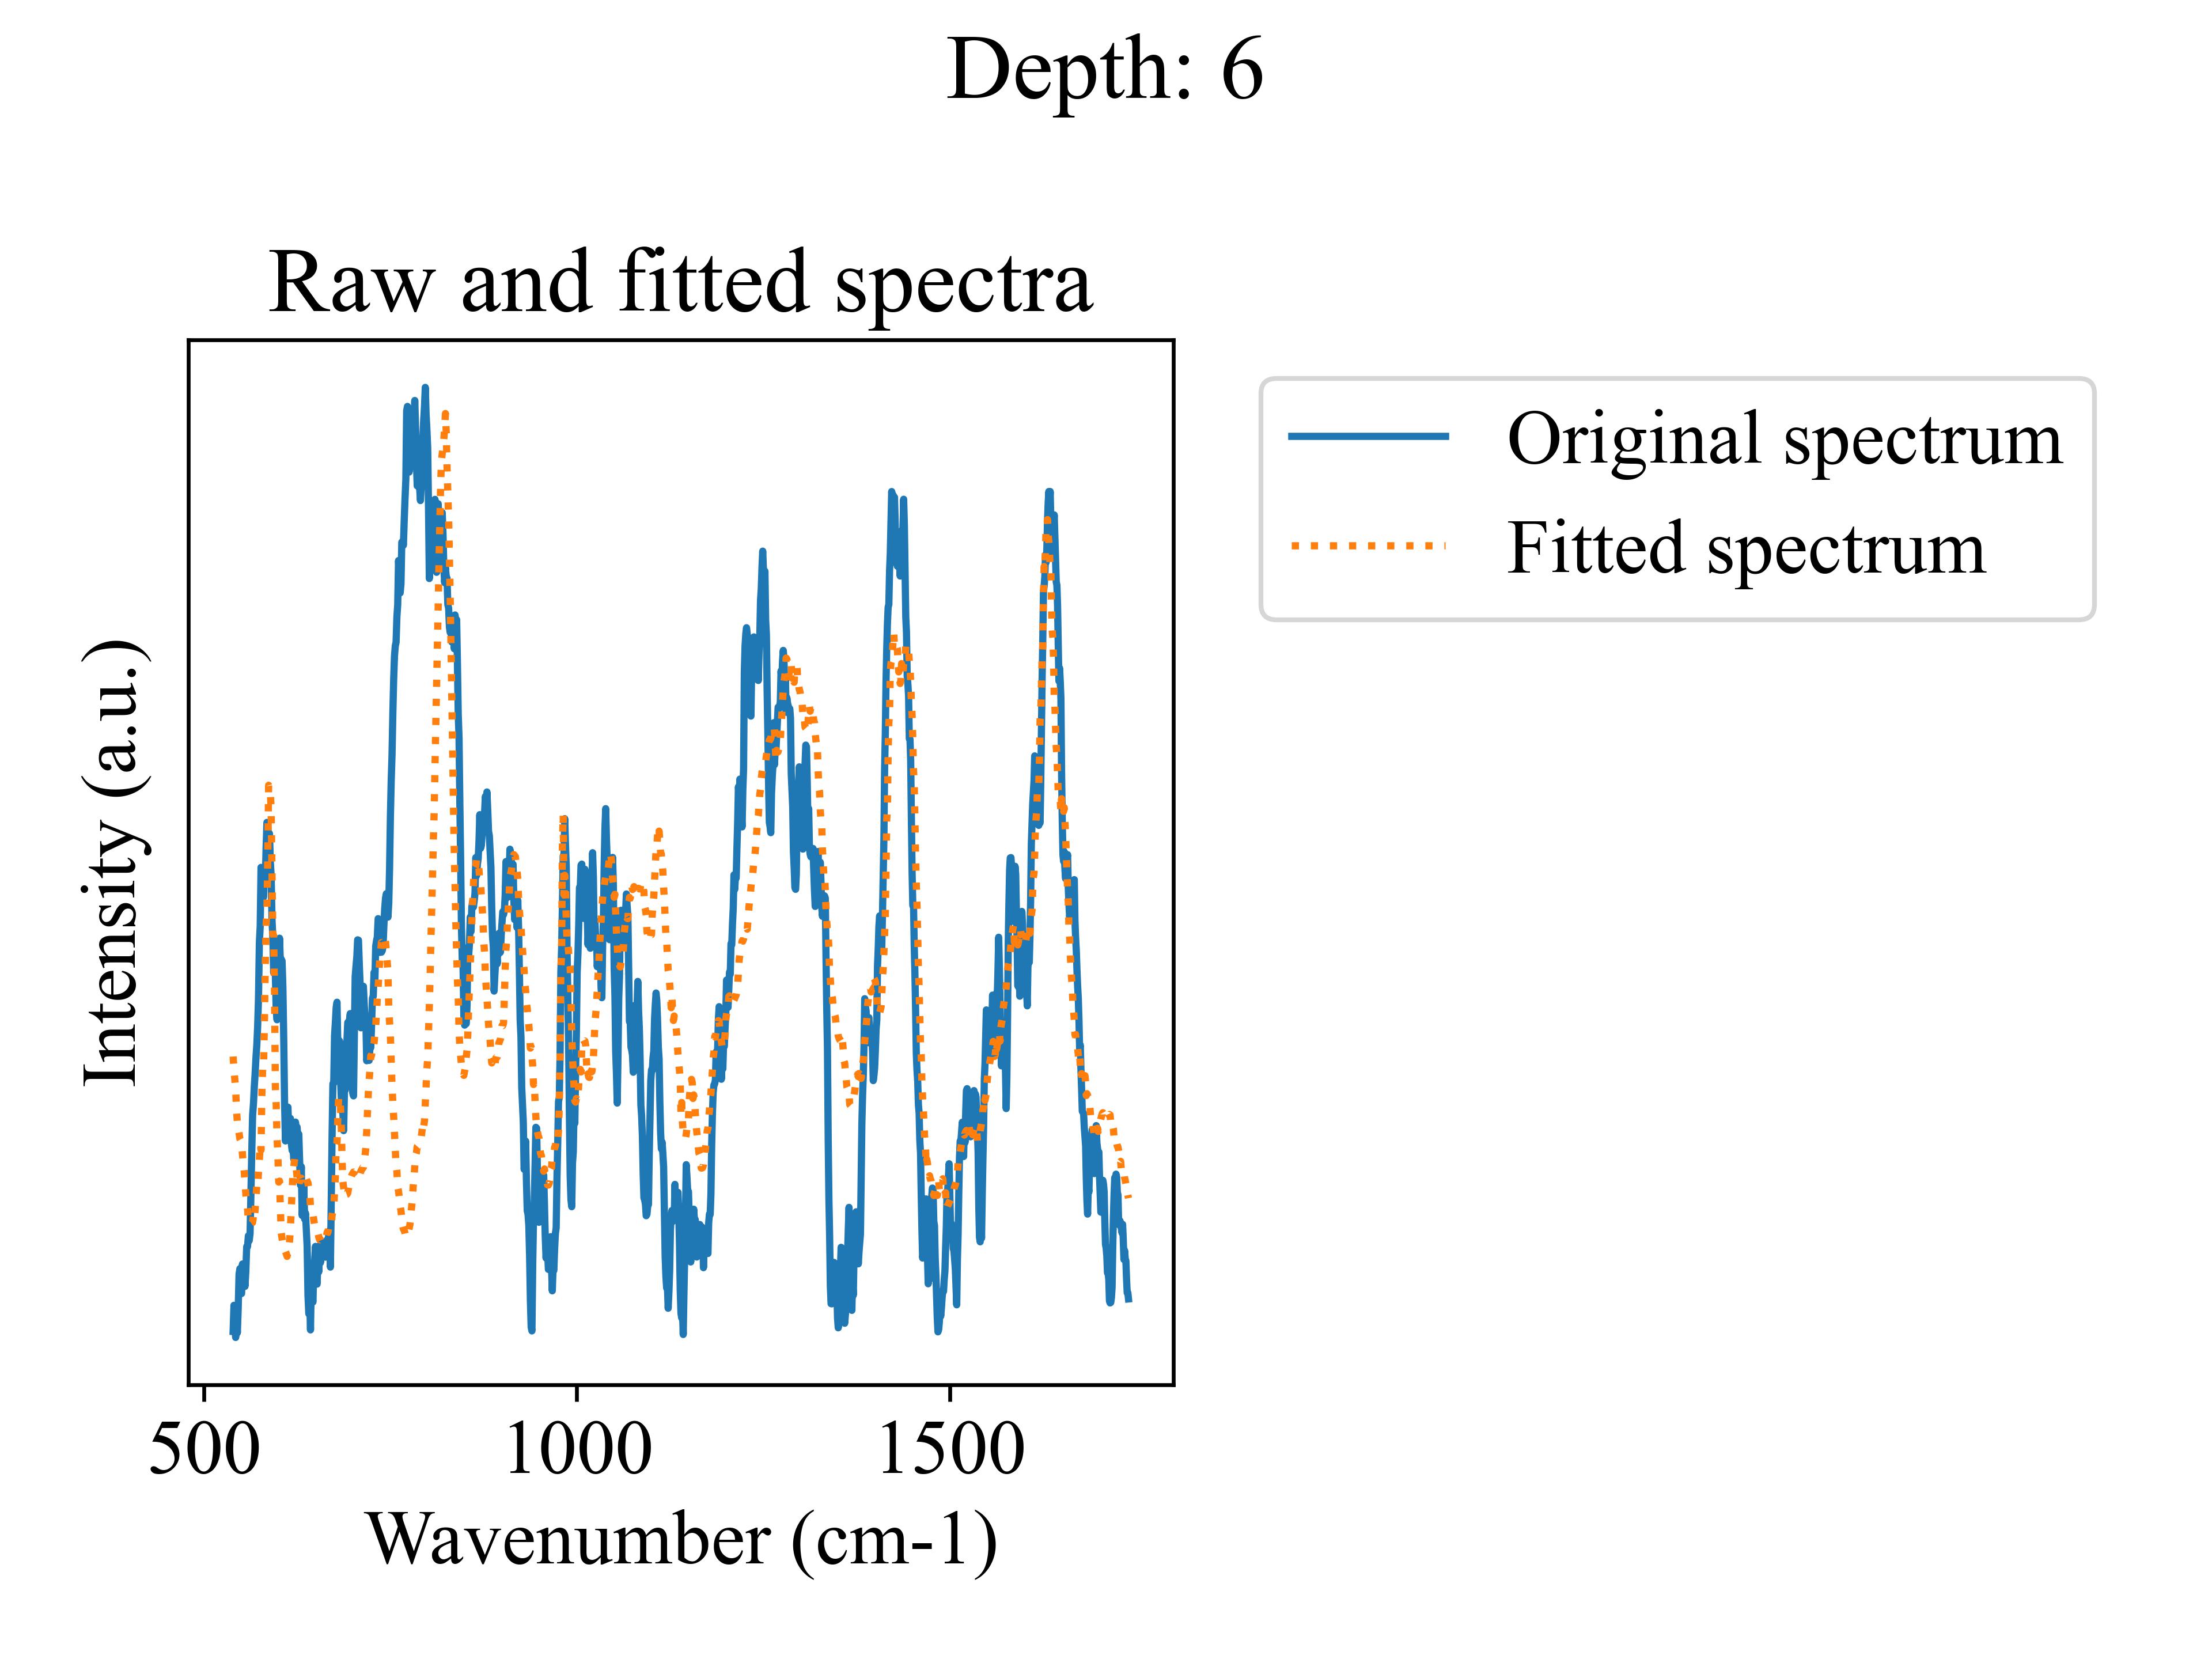 Depth: 6
Raw and fitted spectra
Original spectrum
Fitted spectrum
Intensity (a.u.)
500
1000
1500
Wavenumber (cm-1)